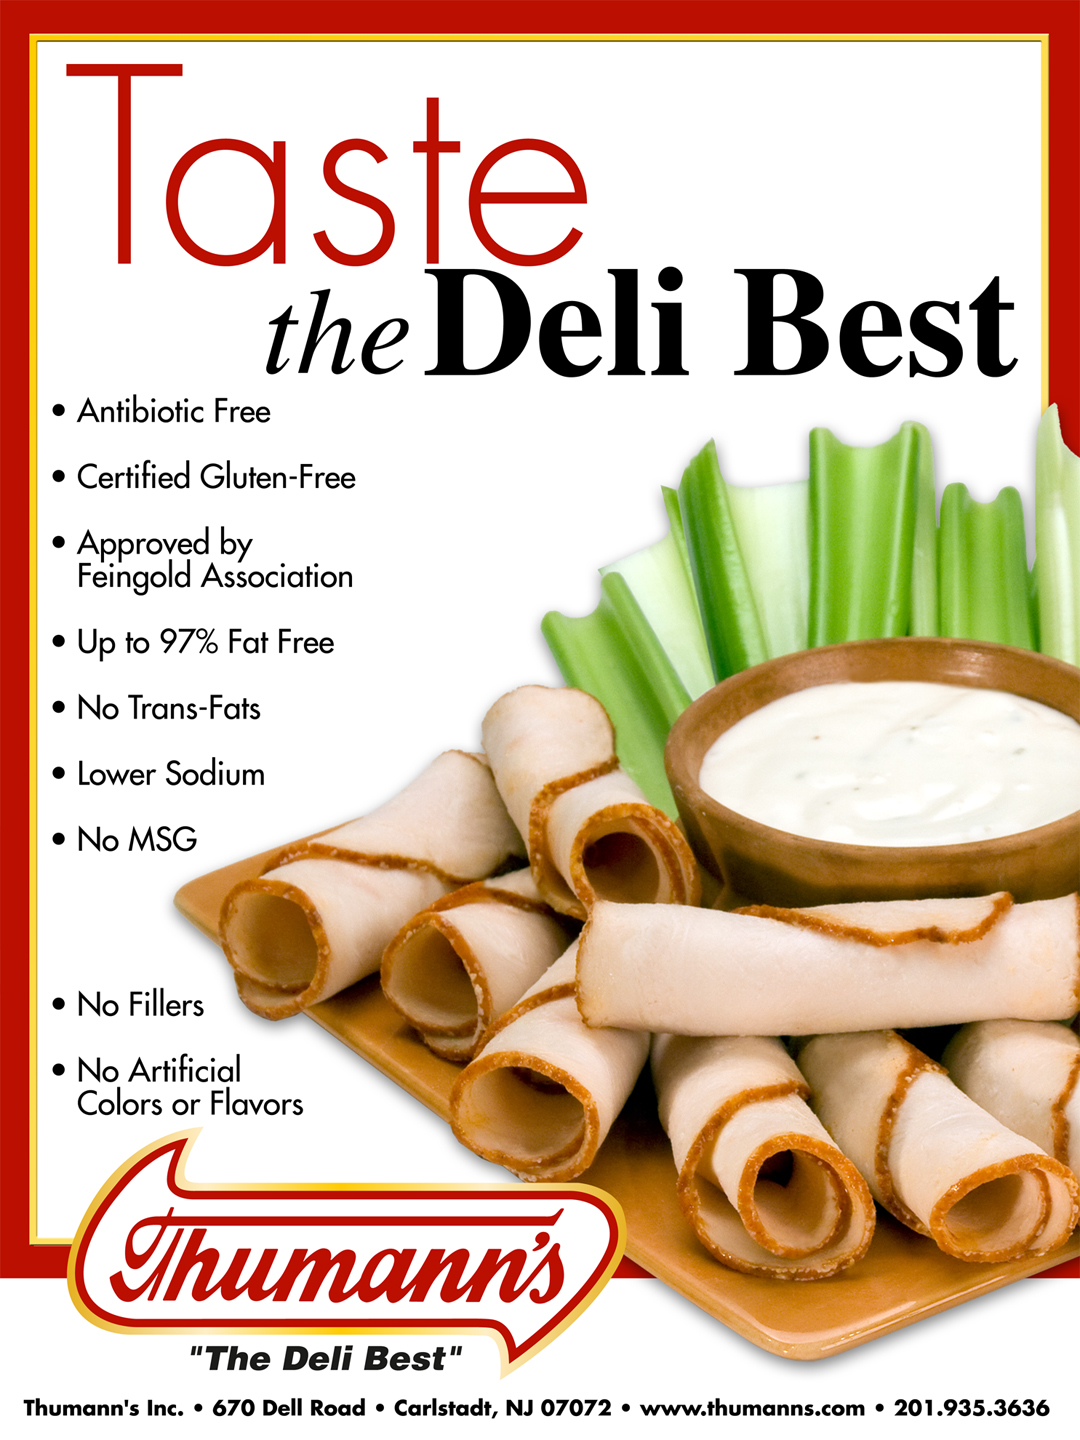 Taste
the Deli Best
• Antibiotic Free
• Certified Gluten-Free
• Approved by
Feingold Association
• Up to 97% Fat Free
• No Trans-Fats
• Lower Sodium
• No MSG
• No Fillers
• No Artificial
Colors or Flavors
Thumann's
"The Deli Best"
Thumann's Inc. • 670 Dell Road • Carlstadt, NJ 07072 • www.thumanns.com • 201.935.3636